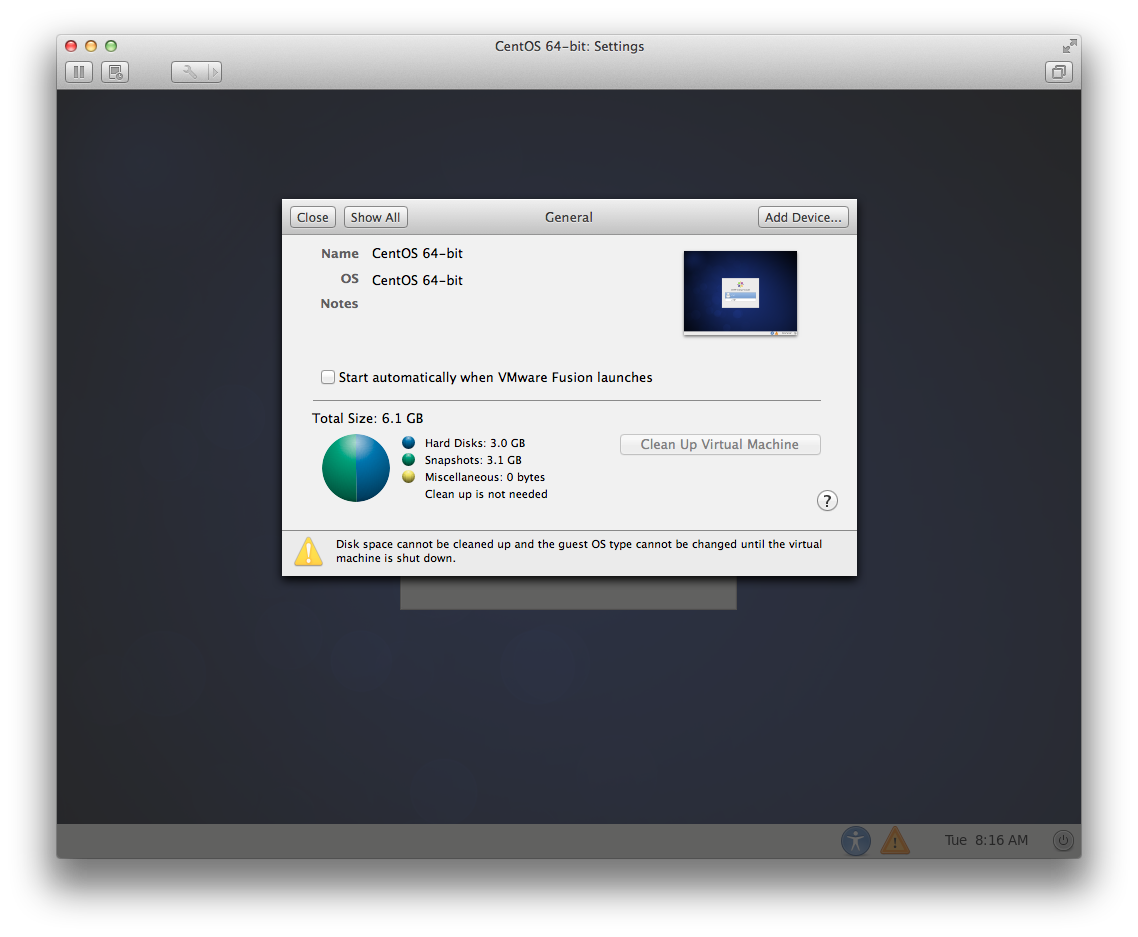 CentOS 64-bit: Settings
Close Show All General Add Device...
Name CentOS 64-bit
OS CentOS 64-bit
Notes
Start automatically when VMware Fusion launches
Total Size: 6.1 GB
Hard Disks: 3.0 GB
Clean Up Virtual Machine
Snapshots: 3.1 GB
Miscellaneous: 0 bytes
Clean up is not needed
?
Disk space cannot be cleaned up and the guest OS type cannot be changed until the virtual
machine is shut down.
Tue 8:16 AM